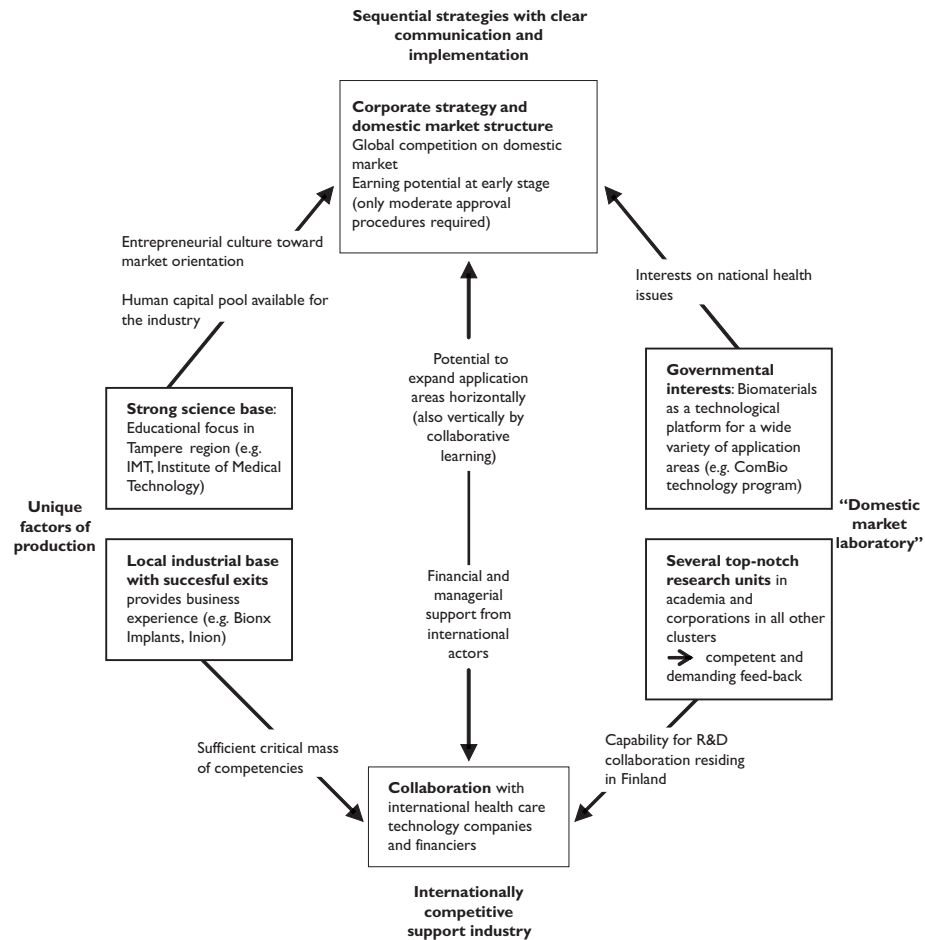 Sequential strategies with clear
communication and
implementation
Corporate strategy and
domestic market structure
Global competition on domestic
market
Earning potential at early stage
(only moderate approval
procedures required)
Entrepreneurial culture toward
market orientation
Human capital pool available for
the industry
Interests on national health
issues
Potential to
expand application
areas horizontally
(also vertically by
collaborative
learning)
Strong science base:
Educational focus in
Tampere region (e.g.
IMT, Institute of Medical
Technology)
Governmental
interests: Biomaterials
as a technological
platform for a wide
variety of application
areas (e.g. ComBio
technology program)
Unique
factors of
production
“Domestic
market
laboratory”
Local industrial base
with succesful exits
provides business
experience (e.g. Bionx
Implants, Inion)
Financial and
managerial
support from
international
actors
Several top-notch
research units in
academia and
corporations in all other
clusters
→ competent and
demanding feed-back
Sufficient critical mass
of competencies
Capability for R&D
collaboration residing
in Finland
Collaboration with
international health care
technology companies
and financiers
Internationally
competitive
support industry